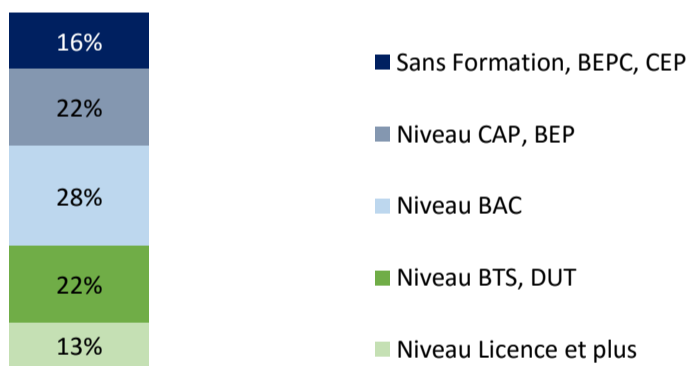 16%
22%
28%
22%
13%
Sans Formation, BEPC, CEP
Niveau CAP, BEP
Niveau BAC
Niveau BTS, DUT
Niveau Licence et plus